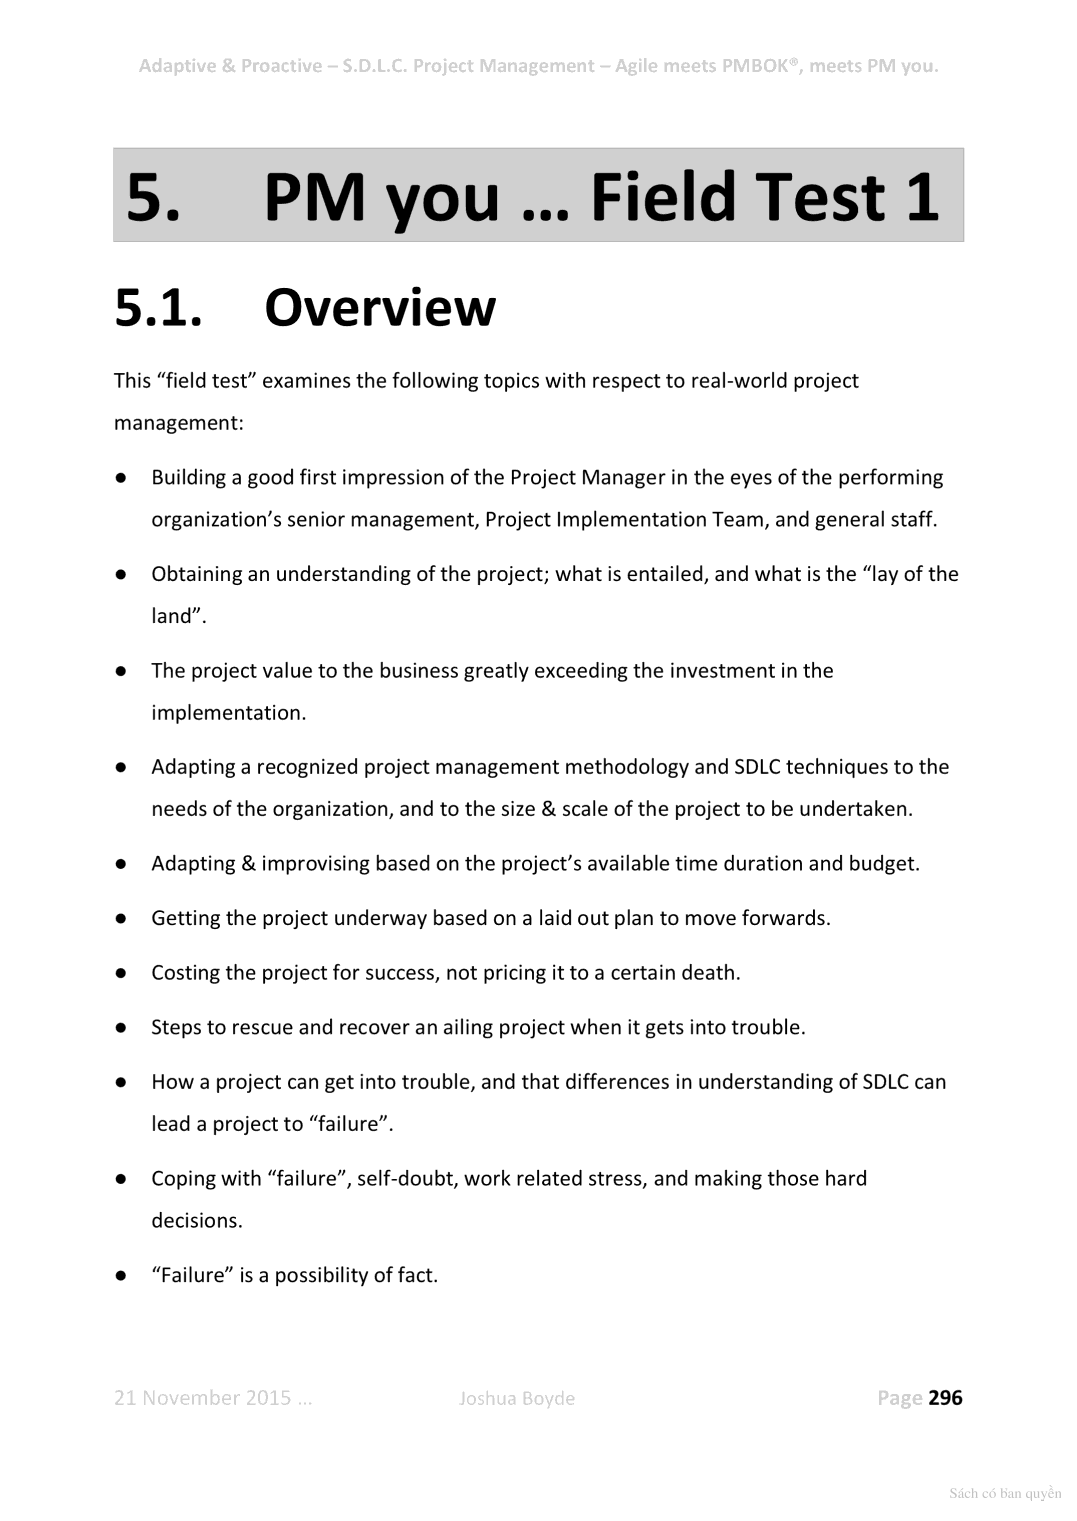 Adaptive & Proactive – S.D.L.C. Project Management – Agile meets PMBOK®, meets PM you.
5. PM you … Field Test 1
5.1. Overview
This “field test” examines the following topics with respect to real-world project
management:
● Building a good first impression of the Project Manager in the eyes of the performing
organization’s senior management, Project Implementation Team, and general staff.
● Obtaining an understanding of the project; what is entailed, and what is the “lay of the
land”.
● The project value to the business greatly exceeding the investment in the
implementation.
● Adapting a recognized project management methodology and SDLC techniques to the
needs of the organization, and to the size & scale of the project to be undertaken.
● Adapting & improvising based on the project’s available time duration and budget.
● Getting the project underway based on a laid out plan to move forwards.
● Costing the project for success, not pricing it to a certain death.
● Steps to rescue and recover an ailing project when it gets into trouble.
● How a project can get into trouble, and that differences in understanding of SDLC can
lead a project to “failure”.
● Coping with “failure”, self-doubt, work related stress, and making those hard
decisions.
● “Failure” is a possibility of fact.
21 November 2015 … Joshua Boyde Page 296
Sách có bản quyền